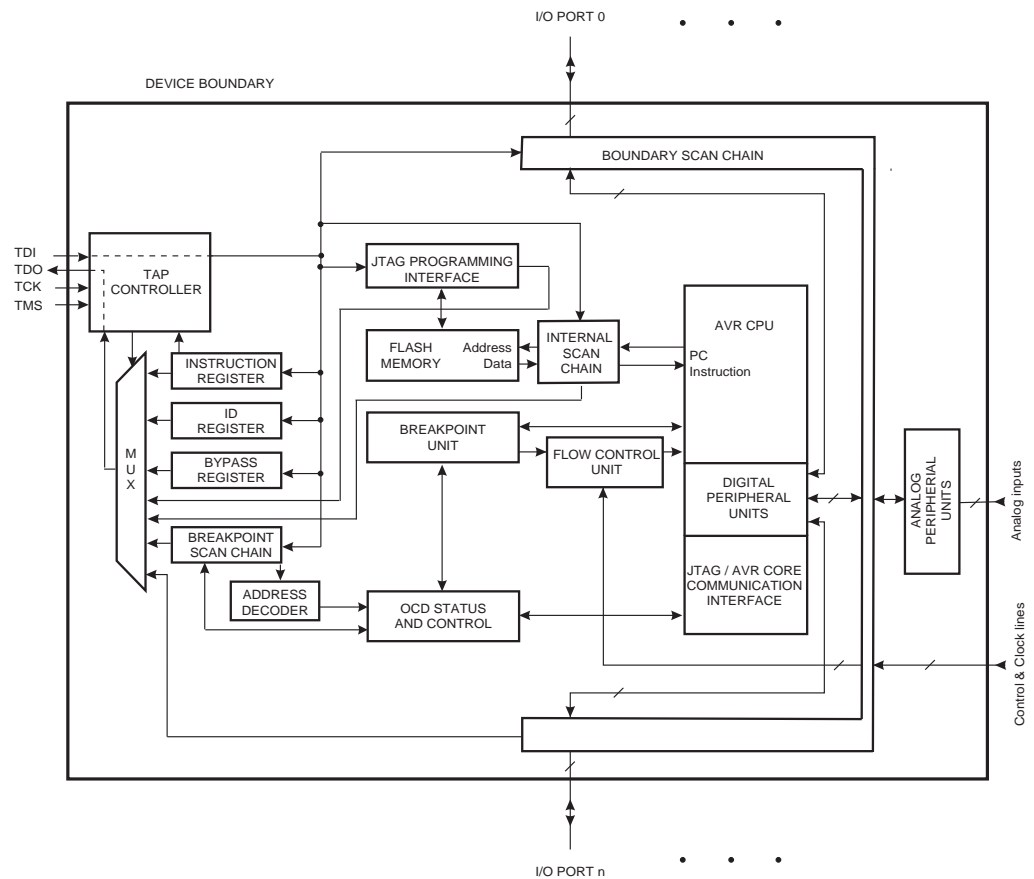 I/O PORT 0
DEVICE BOUNDARY
BOUNDARY SCAN CHAIN
TDI
TDO
TCK
TMS
TAP
CONTROLLER
JTAG PROGRAMMING
INTERFACE
AVR CPU
FLASH
MEMORY
Address
Data
INTERNAL
SCAN
CHAIN
PC
Instruction
INSTRUCTION
REGISTER
ID
REGISTER
BYPASS
REGISTER
MUX
BREAKPOINT
UNIT
FLOW CONTROL
UNIT
DIGITAL
PERIPHERAL
UNITS
ANALOG
PERIPHERIAL
UNITS
Analog inputs
BREAKPOINT
SCAN CHAIN
ADDRESS
DECODER
OCD STATUS
AND CONTROL
JTAG / AVR CORE
COMMUNICATION
INTERFACE
Control & Clock lines
I/O PORT n